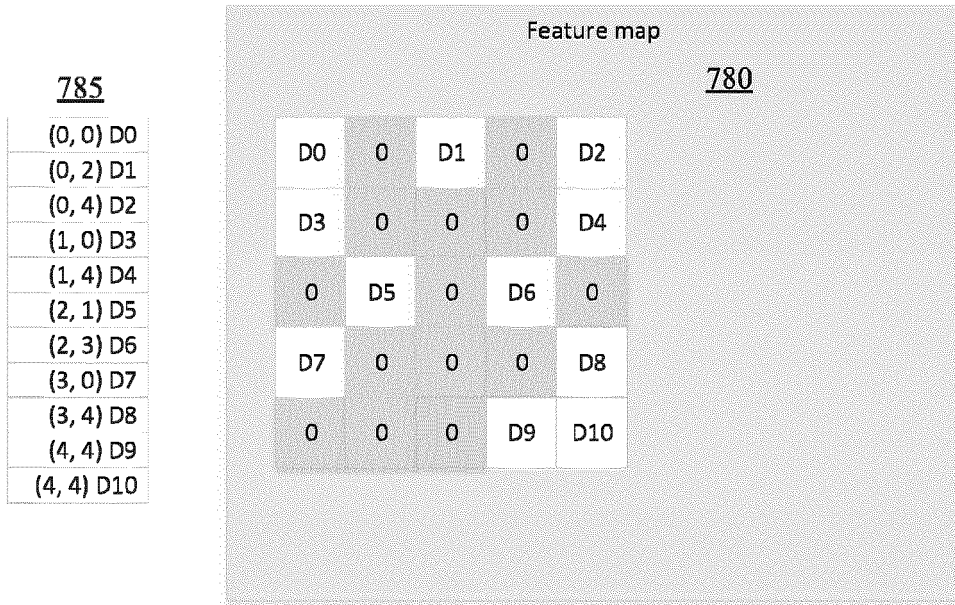 785
(0, 0) D0
(0, 2) D1
(0, 4) D2
(1, 0) D3
(1, 4) D4
(2, 1) D5
(2, 3) D6
(3, 0) D7
(3, 4) D8
(4, 4) D9
(4, 4) D10
Feature map
780
D0 0 D1 0 D2
D3 0 0 0 D4
0 D5 0 D6 0
D7 0 0 0 D8
0 0 0 D9 D10